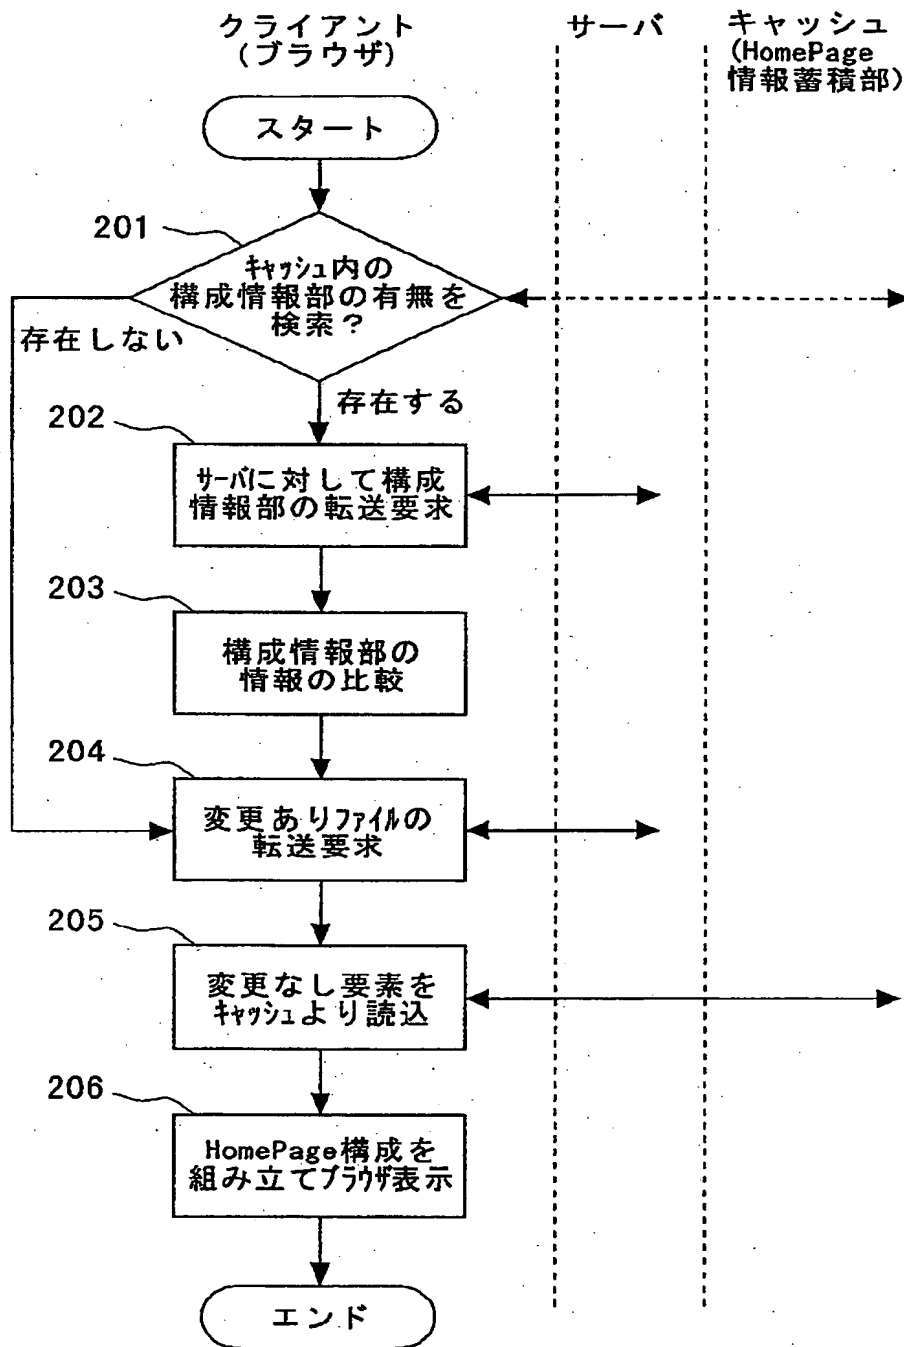 クライアント
(ブラウザ)
サーバ
キャッシュ
(HomePage
情報蓄積部)
スタート
201
キャッシュ内の
構成情報部の有無を
検索?
存在しない
存在する
202
サーバに対して構成
情報部の転送要求
203
構成情報部の
情報の比較
204
変更ありファイルの
転送要求
205
変更なし要素を
キャッシュより読込
206
HomePage構成を
組み立てブラウザ表示
エンド